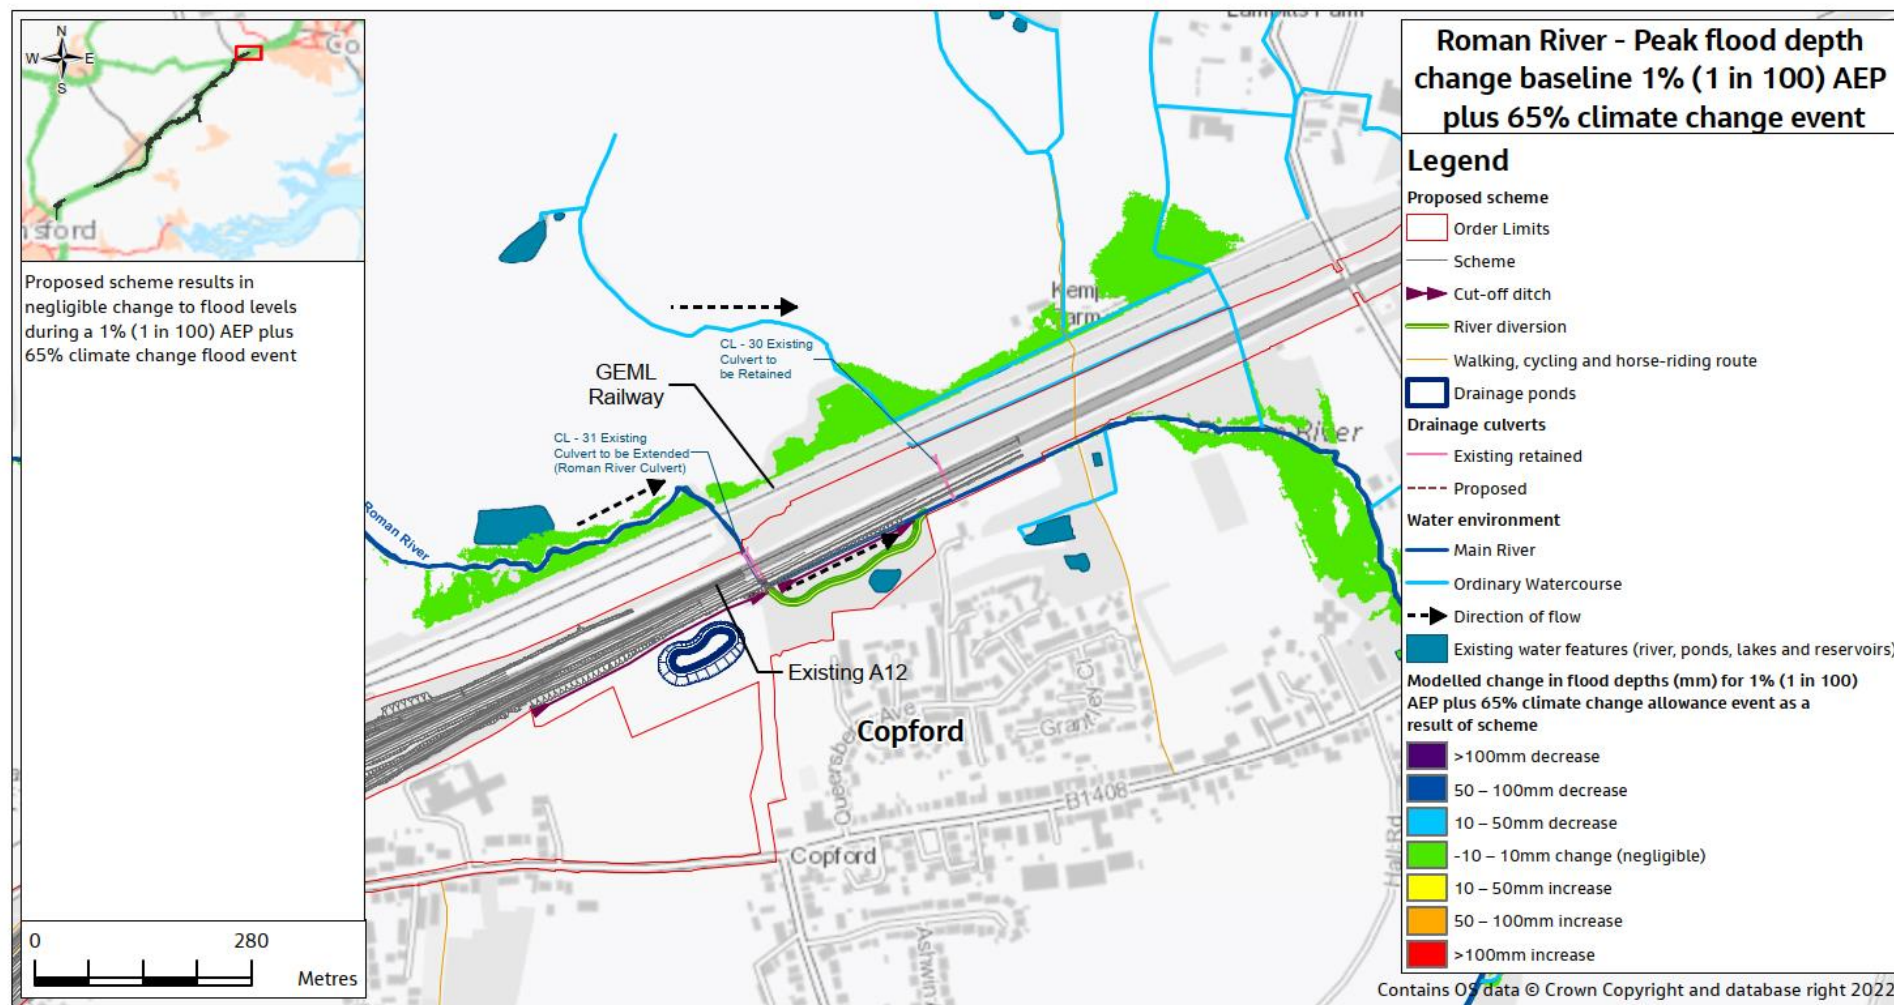 N
W
E
S
Co
sford
Proposed scheme results in
negligible change to flood levels
during a 1% (1 in 100) AEP plus
65% climate change flood event
0
280
Metres
CL - 30 Existing
Culvert to
be Retained
GEML
Railway
CL - 31 Existing
Culvert to be Extended
(Roman River Culvert)
Roman River
Existing A12
Copford
Grantley Cl
Ave
B1408
Copford
Hall Rd
Roman River - Peak flood depth
change baseline 1% (1 in 100) AEP
plus 65% climate change event
Legend
Proposed scheme
Order Limits
Scheme
Cut-off ditch
River diversion
Walking, cycling and horse-riding route
Drainage ponds
Drainage culverts
Existing retained
Proposed
Water environment
Main River
Ordinary Watercourse
Direction of flow
Existing water features (river, ponds, lakes and reservoirs)
Modelled change in flood depths (mm) for 1% (1 in 100)
AEP plus 65% climate change allowance event as a
result of scheme
>100mm decrease
50 – 100mm decrease
10 – 50mm decrease
-10 – 10mm change (negligible)
10 – 50mm increase
50 – 100mm increase
>100mm increase
Contains OS data © Crown Copyright and database right 2022